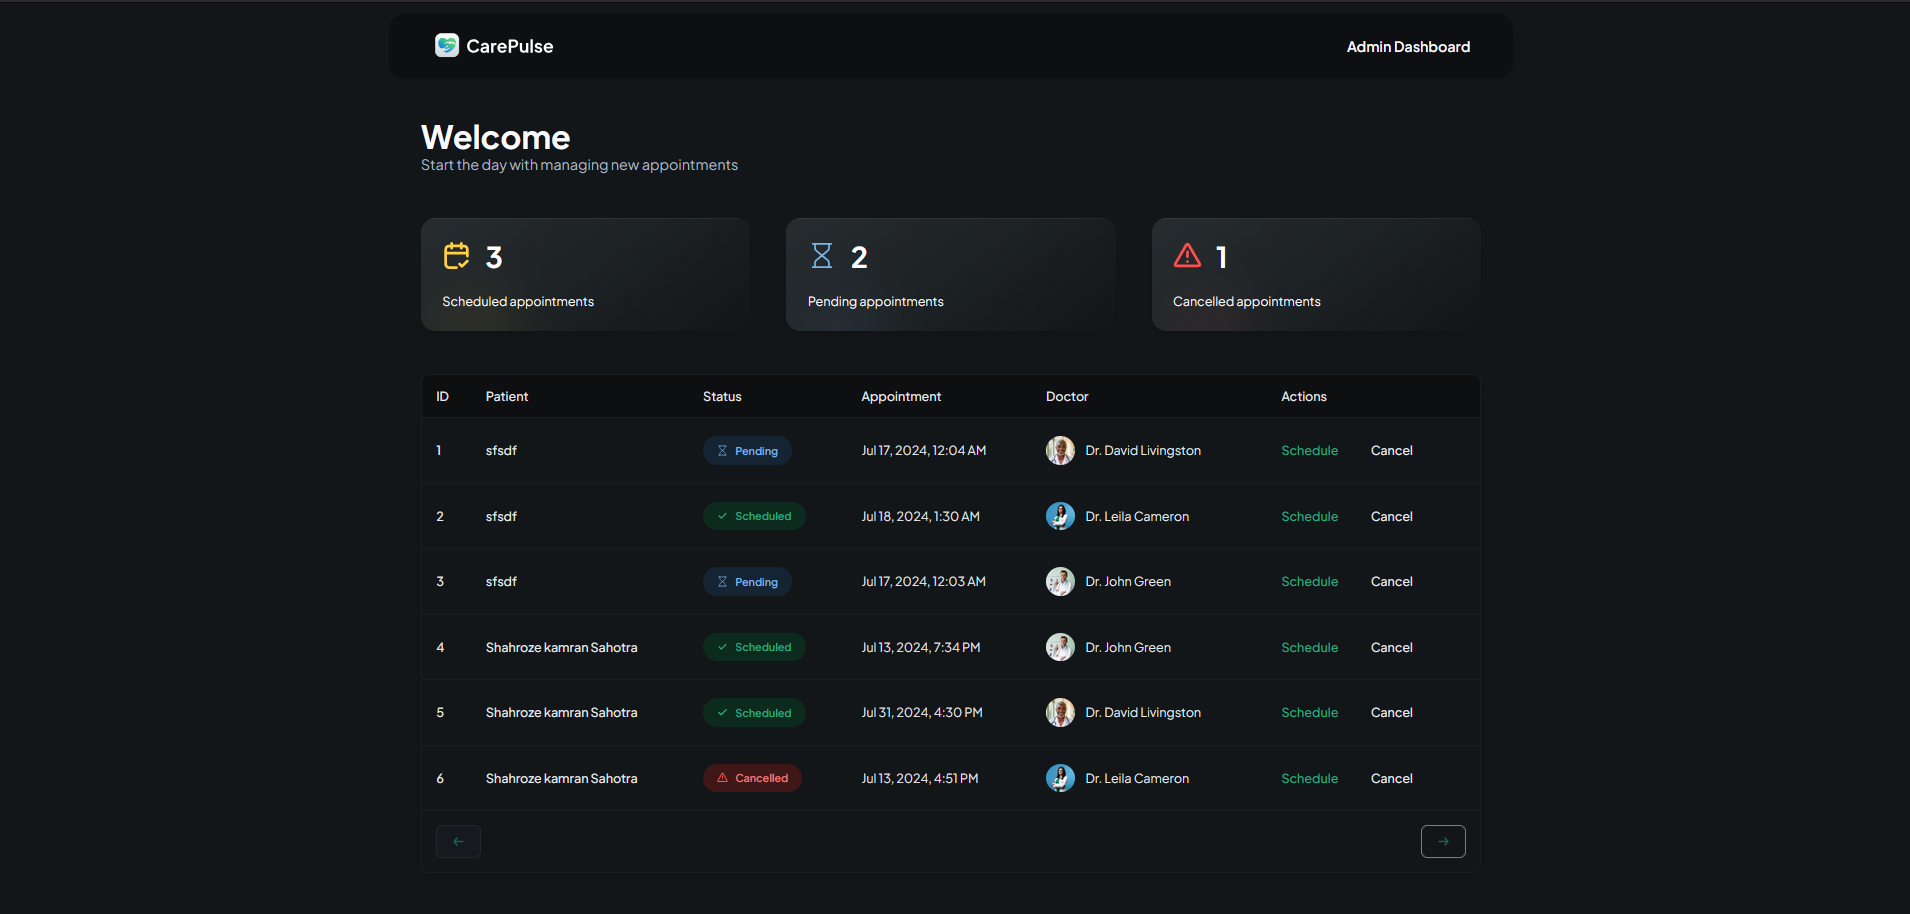 CarePulse
Admin Dashboard
Welcome
Start the day with managing new appointments
3
Scheduled appointments
2
Pending appointments
1
Cancelled appointments
ID Patient Status Appointment Doctor Actions
1 sfsdf Pending Jul 17, 2024, 12:04 AM Dr. David Livingston Schedule Cancel
2 sfsdf Scheduled Jul 18, 2024, 1:30 AM Dr. Leila Cameron Schedule Cancel
3 sfsdf Pending Jul 17, 2024, 12:03 AM Dr. John Green Schedule Cancel
4 Shahroze kamran Sahotra Scheduled Jul 13, 2024, 7:34 PM Dr. John Green Schedule Cancel
5 Shahroze kamran Sahotra Scheduled Jul 31, 2024, 4:30 PM Dr. David Livingston Schedule Cancel
6 Shahroze kamran Sahotra Cancelled Jul 13, 2024, 4:51 PM Dr. Leila Cameron Schedule Cancel